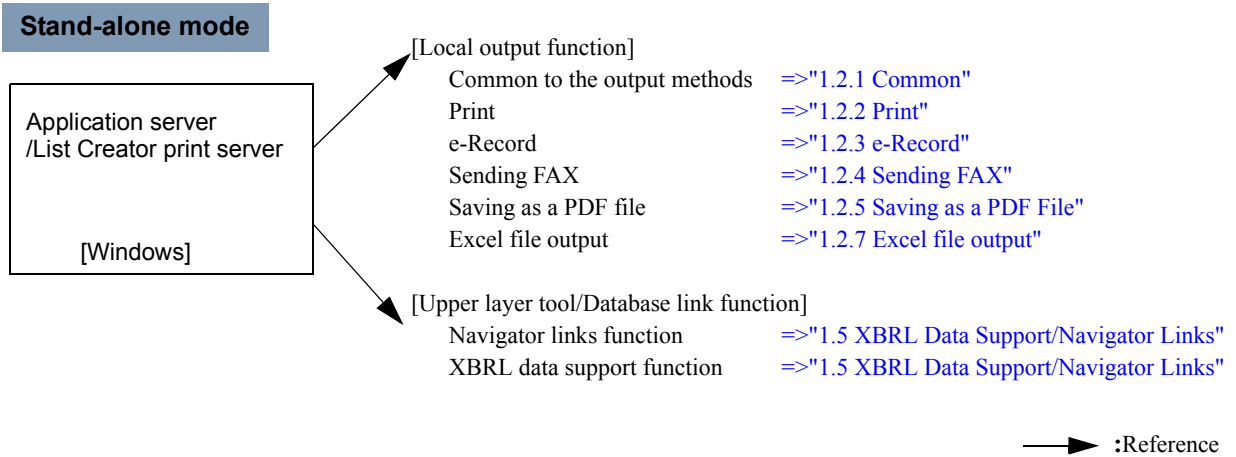 Stand-alone mode
Application server
/List Creator print server
[Windows]
[Local output function]
Common to the output methods =>"1.2.1 Common"
Print =>"1.2.2 Print"
e-Record =>"1.2.3 e-Record"
Sending FAX =>"1.2.4 Sending FAX"
Saving as a PDF file =>"1.2.5 Saving as a PDF File"
Excel file output =>"1.2.7 Excel file output"
[Upper layer tool/Database link function]
Navigator links function =>"1.5 XBRL Data Support/Navigator Links"
XBRL data support function =>"1.5 XBRL Data Support/Navigator Links"
:Reference